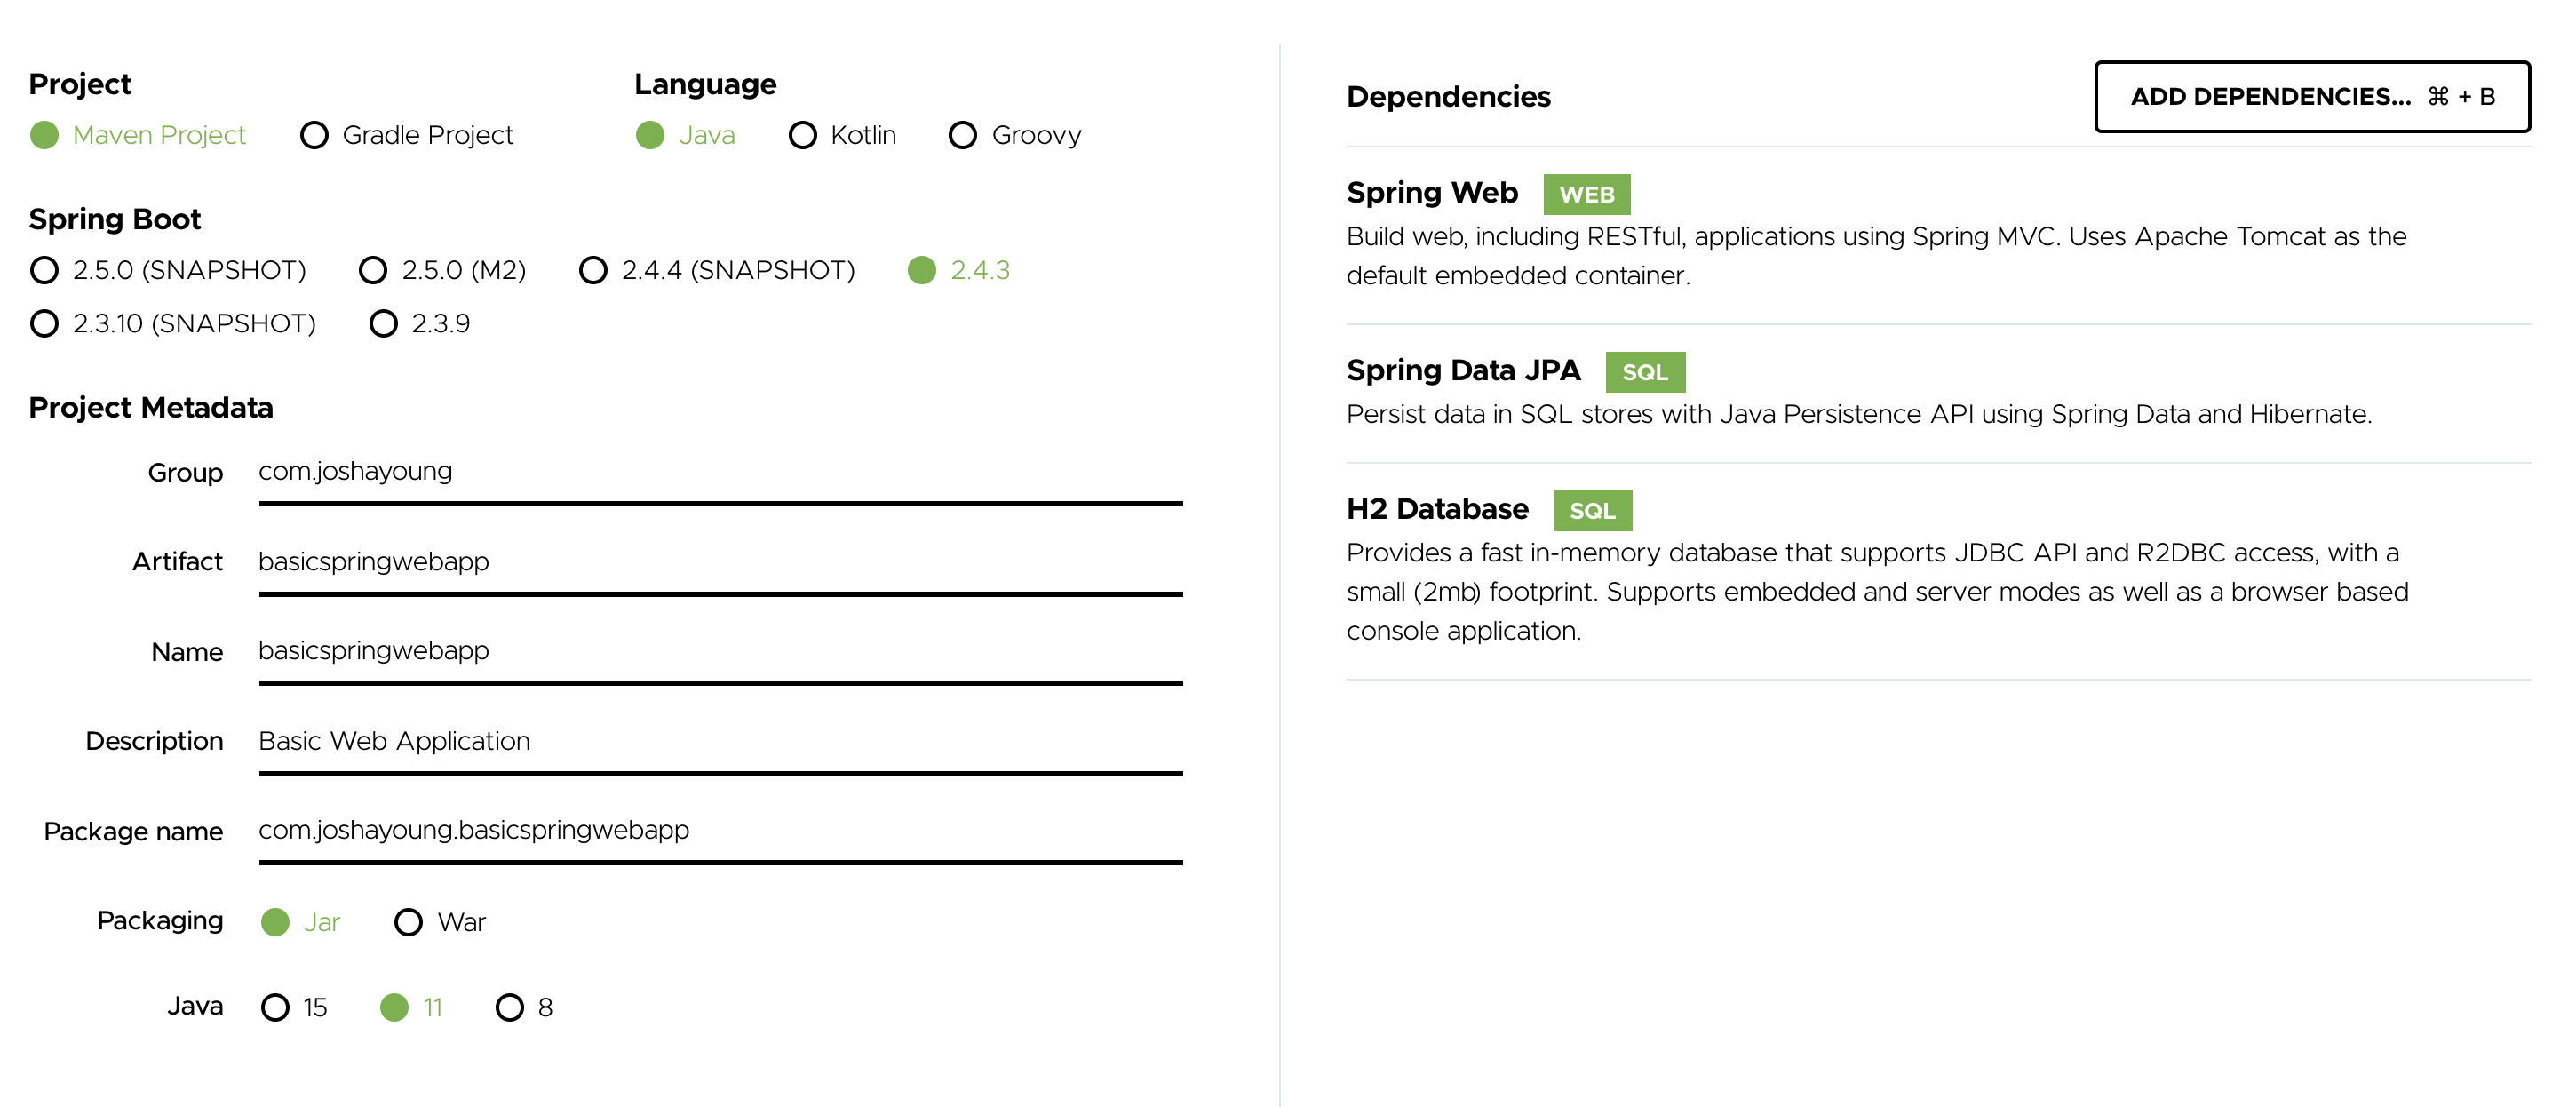 Project
Maven Project Gradle Project
Language
Java Kotlin Groovy
Spring Boot
2.5.0 (SNAPSHOT) 2.5.0 (M2) 2.4.4 (SNAPSHOT) 2.4.3
2.3.10 (SNAPSHOT) 2.3.9
Project Metadata
Group com.joshayoung
Artifact basicspringwebapp
Name basicspringwebapp
Description Basic Web Application
Package name com.joshayoung.basicspringwebapp
Packaging Jar War
Java 15 11 8
Dependencies ADD DEPENDENCIES... ⌘ + B
Spring Web WEB
Build web, including RESTful, applications using Spring MVC. Uses Apache Tomcat as the
default embedded container.
Spring Data JPA SQL
Persist data in SQL stores with Java Persistence API using Spring Data and Hibernate.
H2 Database SQL
Provides a fast in-memory database that supports JDBC API and R2DBC access, with a
small (2mb) footprint. Supports embedded and server modes as well as a browser based
console application.